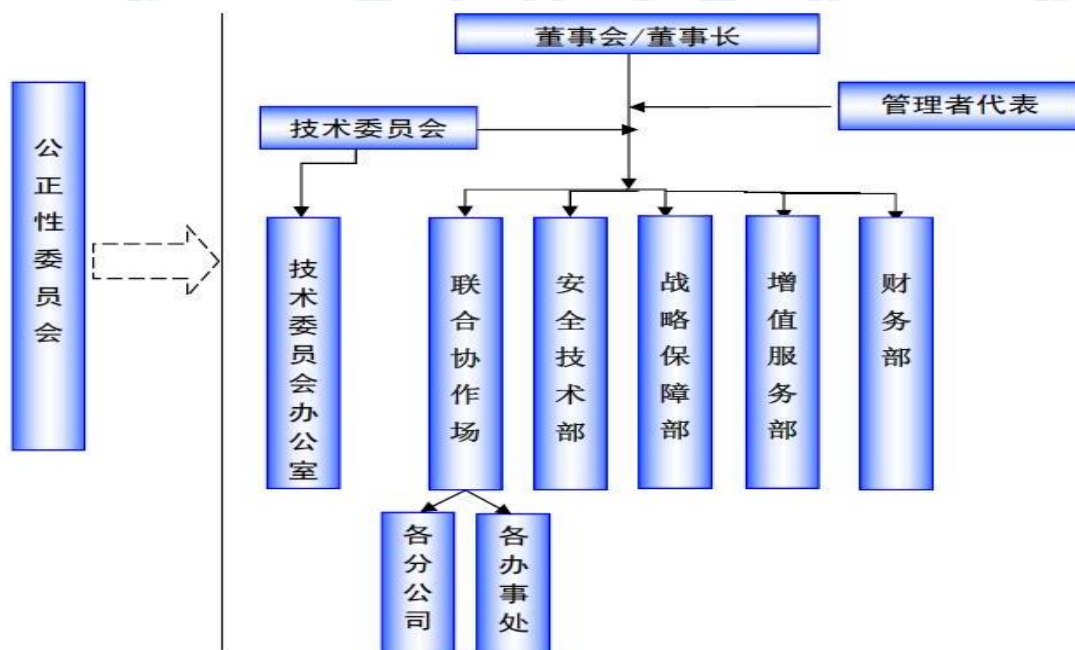 董事会/董事长
管理者代表
技术委员会
公正性委员会
技术委员会办公室
联合协作场
安全技术部
战略保障部
增值服务部
财务部
各分公司
各办事处